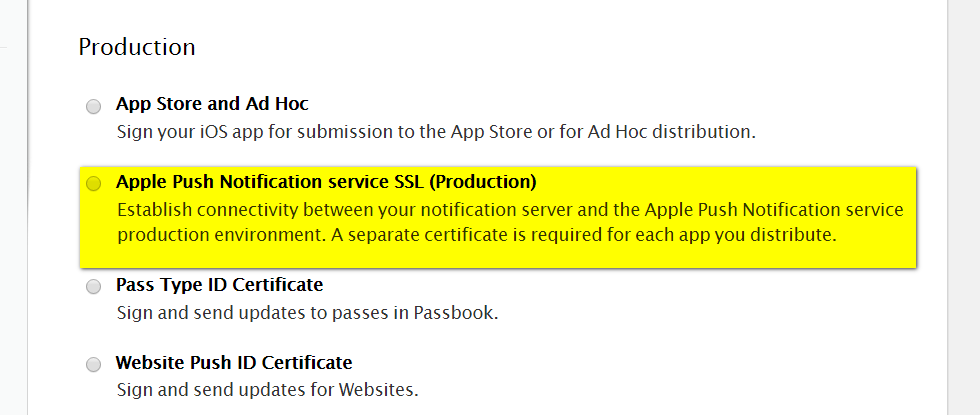 Production
App Store and Ad Hoc
Sign your iOS app for submission to the App Store or for Ad Hoc distribution.
Apple Push Notification service SSL (Production)
Establish connectivity between your notification server and the Apple Push Notification service
production environment. A separate certificate is required for each app you distribute.
Pass Type ID Certificate
Sign and send updates to passes in Passbook.
Website Push ID Certificate
Sign and send updates for Websites.